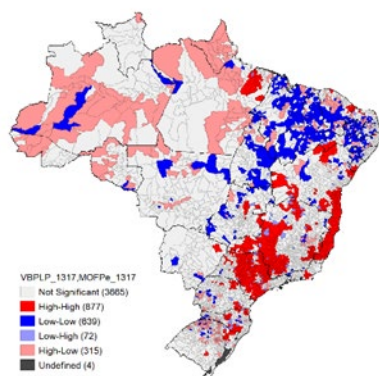 VBPLP_1317,MOFPe_1317
Not Significant (3665)
High-High (877)
Low-Low (639)
Low-High (72)
High-Low (315)
Undefined (4)